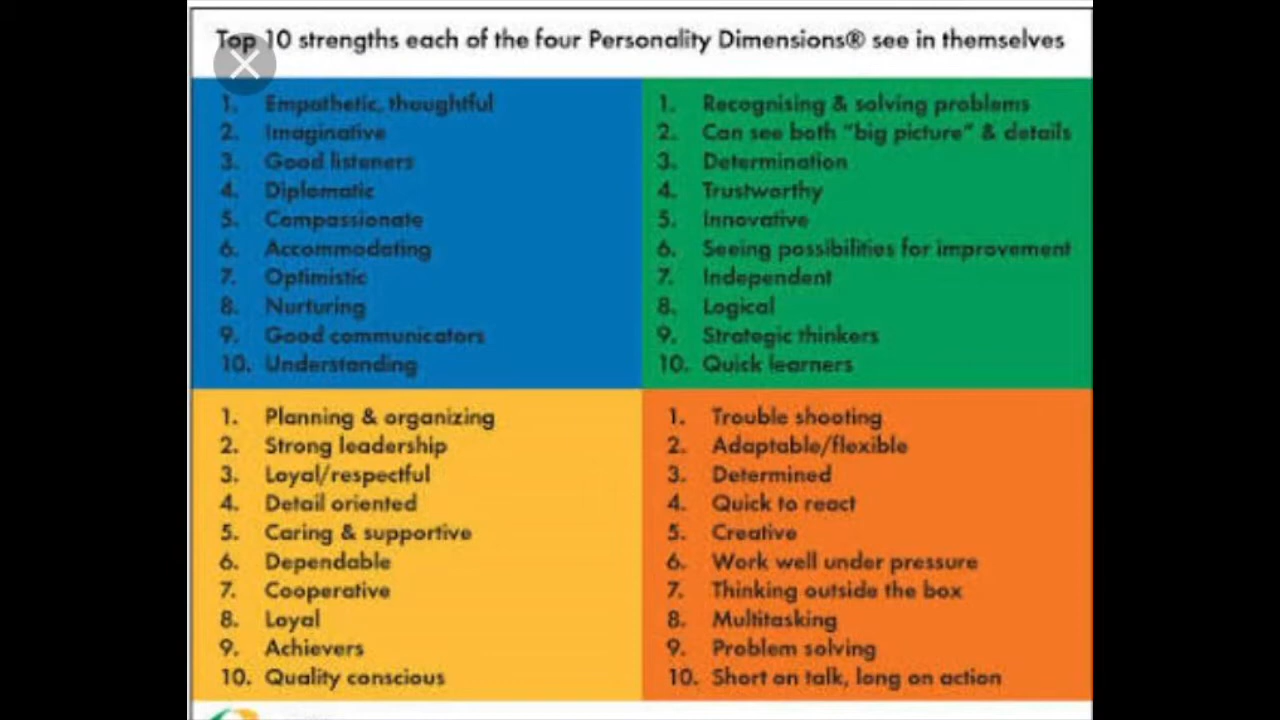 Top 10 strengths each of the four Personality Dimensions® see in themselves
1. Empathetic, thoughtful
2. Imaginative
3. Good listeners
4. Diplomatic
5. Compassionate
6. Accommodating
7. Optimistic
8. Nurturing
9. Good communicators
10. Understanding
1. Recognising & solving problems
2. Can see both "big picture" & details
3. Determination
4. Trustworthy
5. Innovative
6. Seeing possibilities for improvement
7. Independent
8. Logical
9. Strategic thinkers
10. Quick learners
1. Planning & organizing
2. Strong leadership
3. Loyal/respectful
4. Detail oriented
5. Caring & supportive
6. Dependable
7. Cooperative
8. Loyal
9. Achievers
10. Quality conscious
1. Trouble shooting
2. Adaptable/flexible
3. Determined
4. Quick to react
5. Creative
6. Work well under pressure
7. Thinking outside the box
8. Multitasking
9. Problem solving
10. Short on talk, long on action